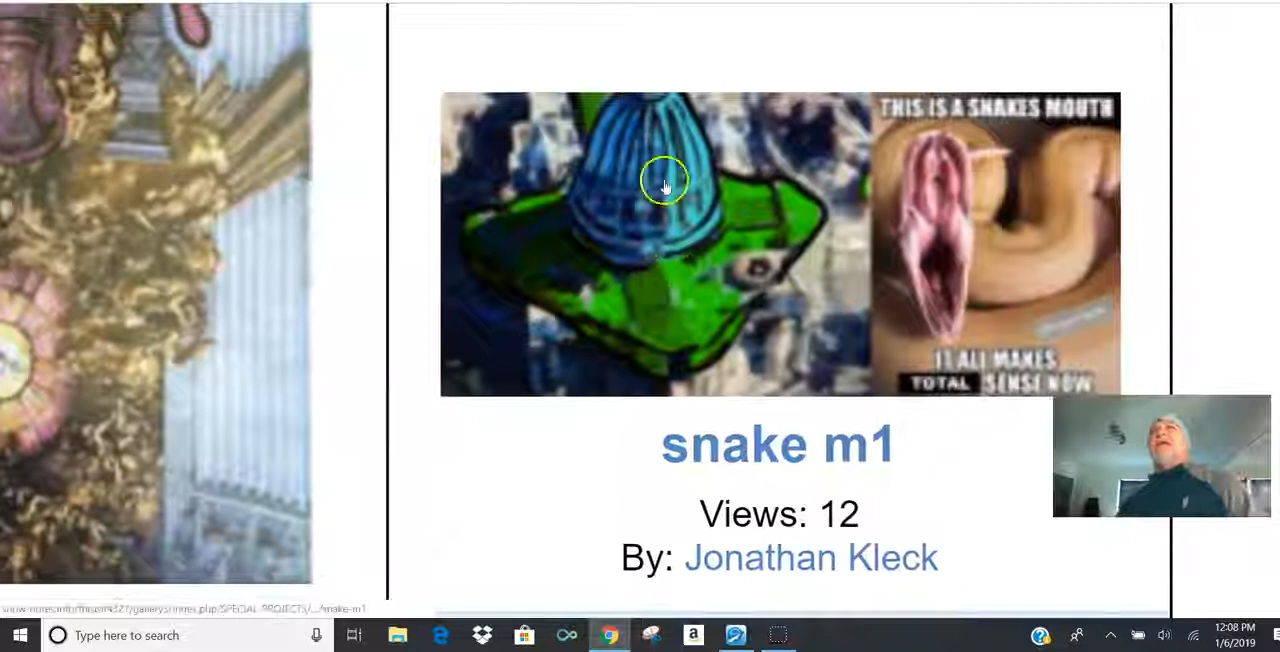 THIS IS A SNAKES MOUTH
IT ALL MAKES
TOTAL SENSE NOW
snake m1
Views: 12
By: Jonathan Kleck
Type here to search
a
12:08 PM
1/6/2019